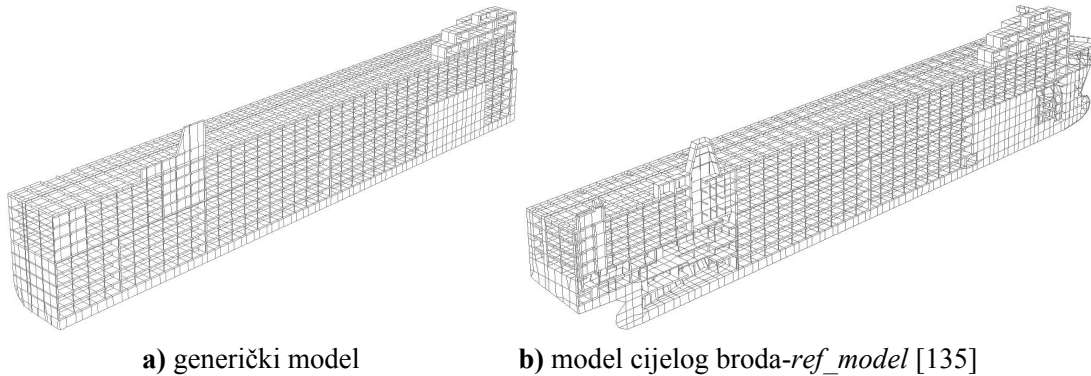 a) generički model
b) model cijelog broda-ref_model [135]